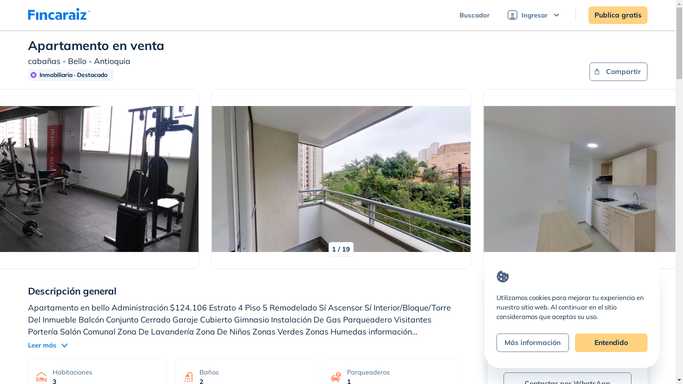 Fincaraiz
Buscador
Ingresar
Publica gratis
Apartamento en venta
cabañas - Bello - Antioquia
Inmobiliaria · Destacado
Compartir
1 / 19
Descripción general
Apartamento en bello Administración $124,106 Estrato 4 Piso 5 Remodelado Sí Ascensor Sí Interior/Bloque/Torre
Del Inmueble Balcón Conjunto Cerrado Garaje Cubierto Gimnasio Instalación De Gas Parqueadero Visitantes
Portería Salón Comunal Zona De Lavandería Zona De Niños Zonas Verdes Zonas Humedas información...
Leer más
Habitaciones
3
Baños
2
Parqueaderos
1
Utilizamos cookies para mejorar tu experiencia en
nuestro sitio web. Al continuar en el sitio
consideramos que aceptas su uso.
Más información
Entendido
Contactar por WhatsApp